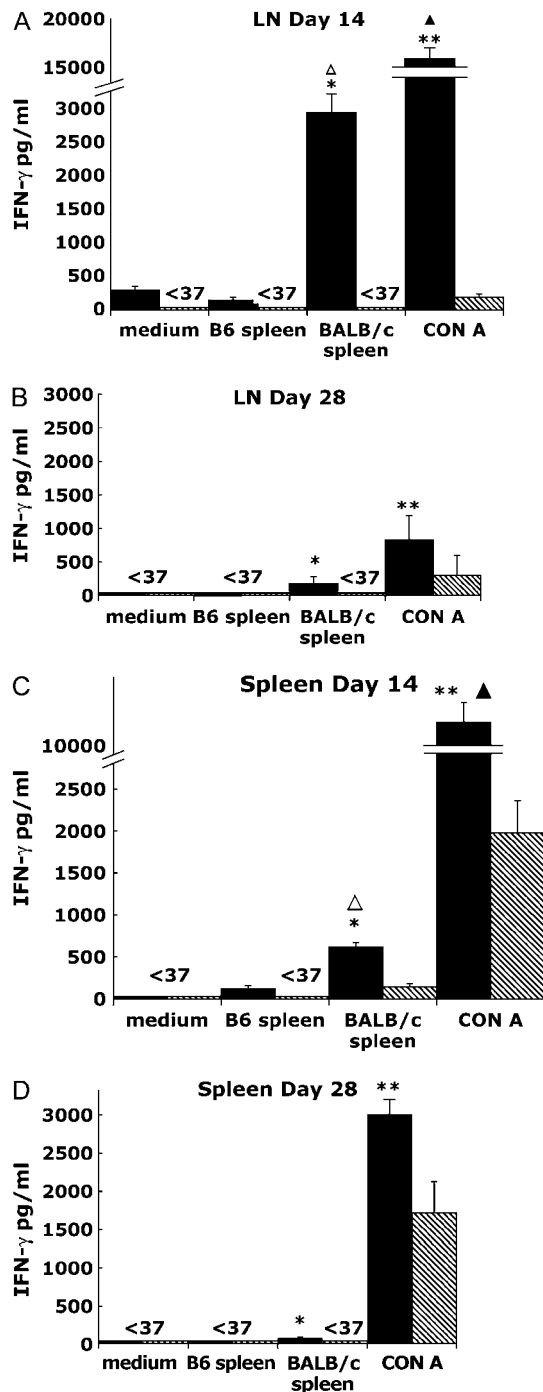 A
LN Day 14
IFN-γ pg/ml
20000
15000
3000
2500
2000
1500
1000
500
0
<37 <37 <37
* **
medium B6 spleen BALB/c spleen CON A
B
LN Day 28
IFN-γ pg/ml
3000
2500
2000
1500
1000
500
0
<37 <37 <37
* **
medium B6 spleen BALB/c spleen CON A
C
Spleen Day 14
IFN-γ pg/ml
10000
2500
2000
1500
1000
500
0
<37 <37
* **
medium B6 spleen BALB/c spleen CON A
D
Spleen Day 28
IFN-γ pg/ml
3000
2500
2000
1500
1000
500
0
<37 <37 <37
* **
medium B6 spleen BALB/c spleen CON A